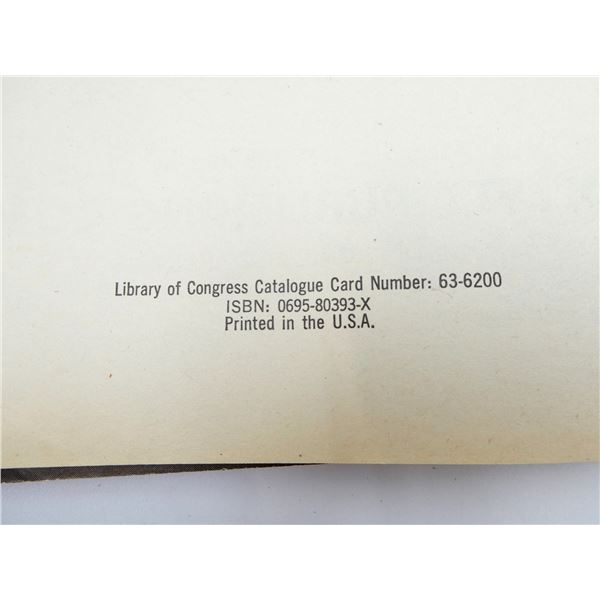 Library of Congress Catalogue Card Number: 63-6200
ISBN: 0695-80393-X
Printed in the U.S.A.